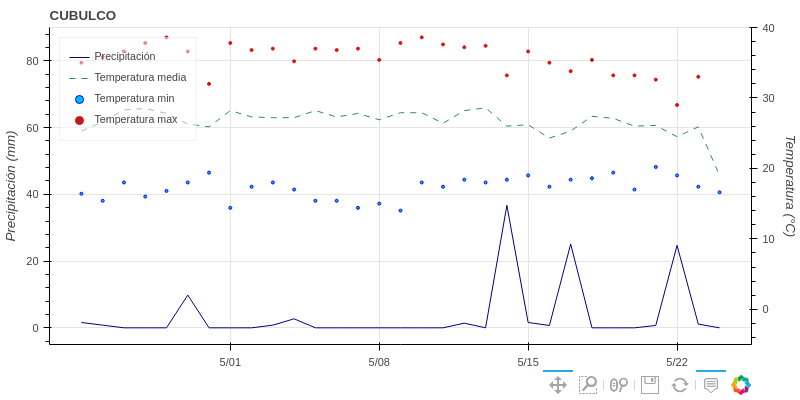 CUBULCO
Precipitación
Temperatura media
Temperatura min
Temperatura max
Precipitación (mm)
80
60
40
20
0
Temperatura (°C)
40
30
20
10
0
5/01
5/08
5/15
5/22